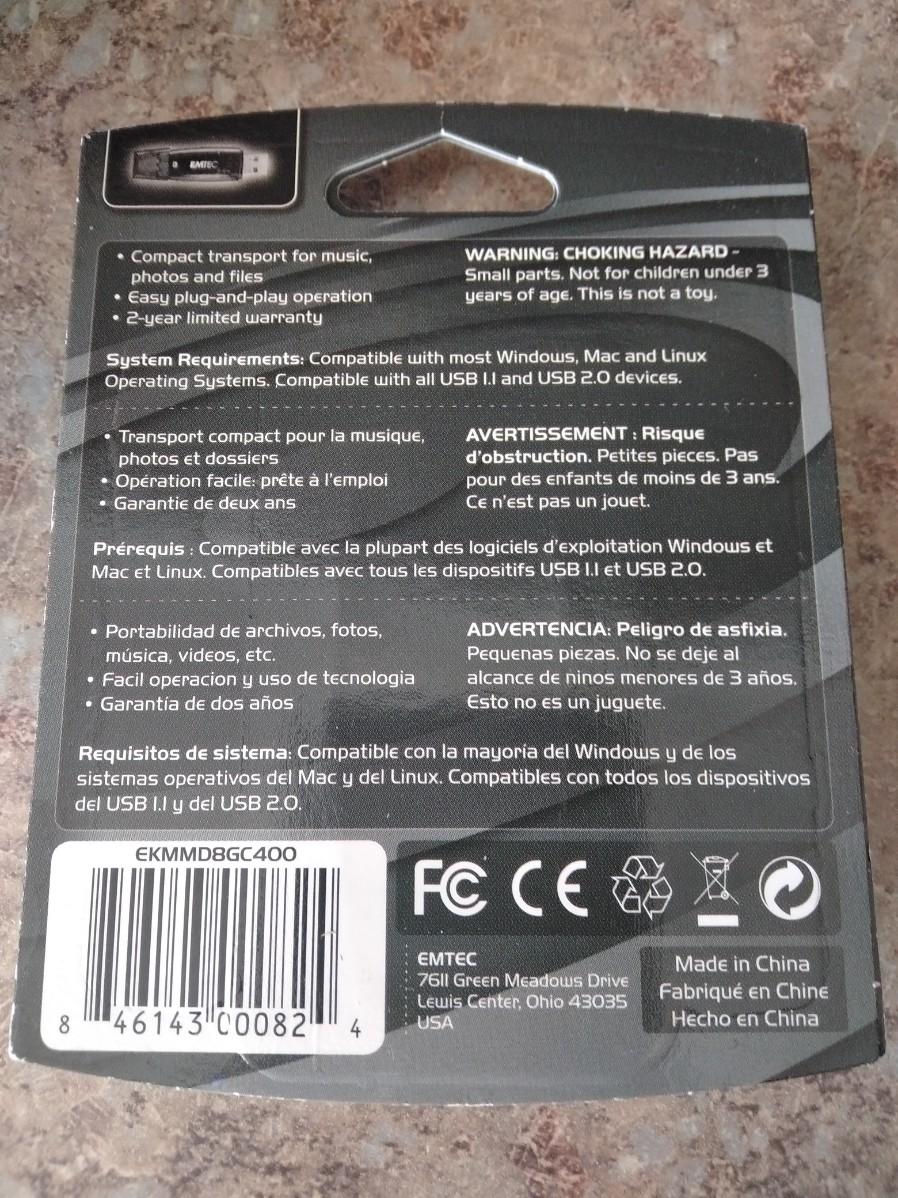 EMTEC
• Compact transport for music,
photos and files
• Easy plug-and-play operation
• 2-year limited warranty
WARNING: CHOKING HAZARD -
Small parts. Not for children under 3
years of age. This is not a toy.
System Requirements: Compatible with most Windows, Mac and Linux
Operating Systems. Compatible with all USB 1.1 and USB 2.0 devices.
• Transport compact pour la musique,
photos et dossiers
• Opération facile: prête à l'emploi
• Garantie de deux ans
AVERTISSEMENT : Risque
d'obstruction. Petites pieces. Pas
pour des enfants de moins de 3 ans.
Ce n'est pas un jouet.
Prérequis : Compatible avec la plupart des logiciels d'exploitation Windows et
Mac et Linux. Compatibles avec tous les dispositifs USB 1.1 et USB 2.0.
• Portabilidad de archivos, fotos,
música, videos, etc.
• Facil operacion y uso de tecnologia
• Garantía de dos años
ADVERTENCIA: Peligro de asfixia.
Pequenas piezas. No se deje al
alcance de ninos menores de 3 años.
Esto no es un juguete.
Requisitos de sistema: Compatible con la mayoria del Windows y de los
sistemas operativos del Mac y del Linux. Compatibles con todos los dispositivos
del USB 1.1 y del USB 2.0.
EKMMD8GC400
8 46143 00082 4
FC CE
EMTEC
7611 Green Meadows Drive
Lewis Center, Ohio 43035
USA
Made in China
Fabriqué en Chine
Hecho en China